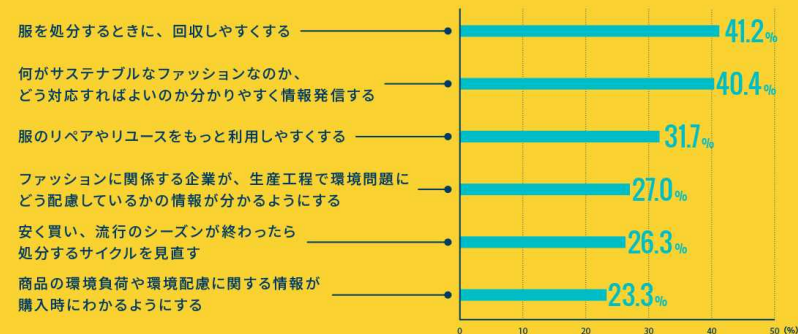 服を処分するときに、回収しやすくする
41.2%
何がサステナブルなファッションなのか、
どう対応すればよいのか分かりやすく情報発信する
40.4%
服のリペアやリユースをもっと利用しやすくする
31.7%
ファッションに関係する企業が、生産工程で環境問題に
どう配慮しているかの情報が分かるようにする
27.0%
安く買い、流行のシーズンが終わったら
処分するサイクルを見直す
26.3%
商品の環境負荷や環境配慮に関する情報が
購入時にわかるようにする
23.3%
0 10 20 30 40 50 (%)